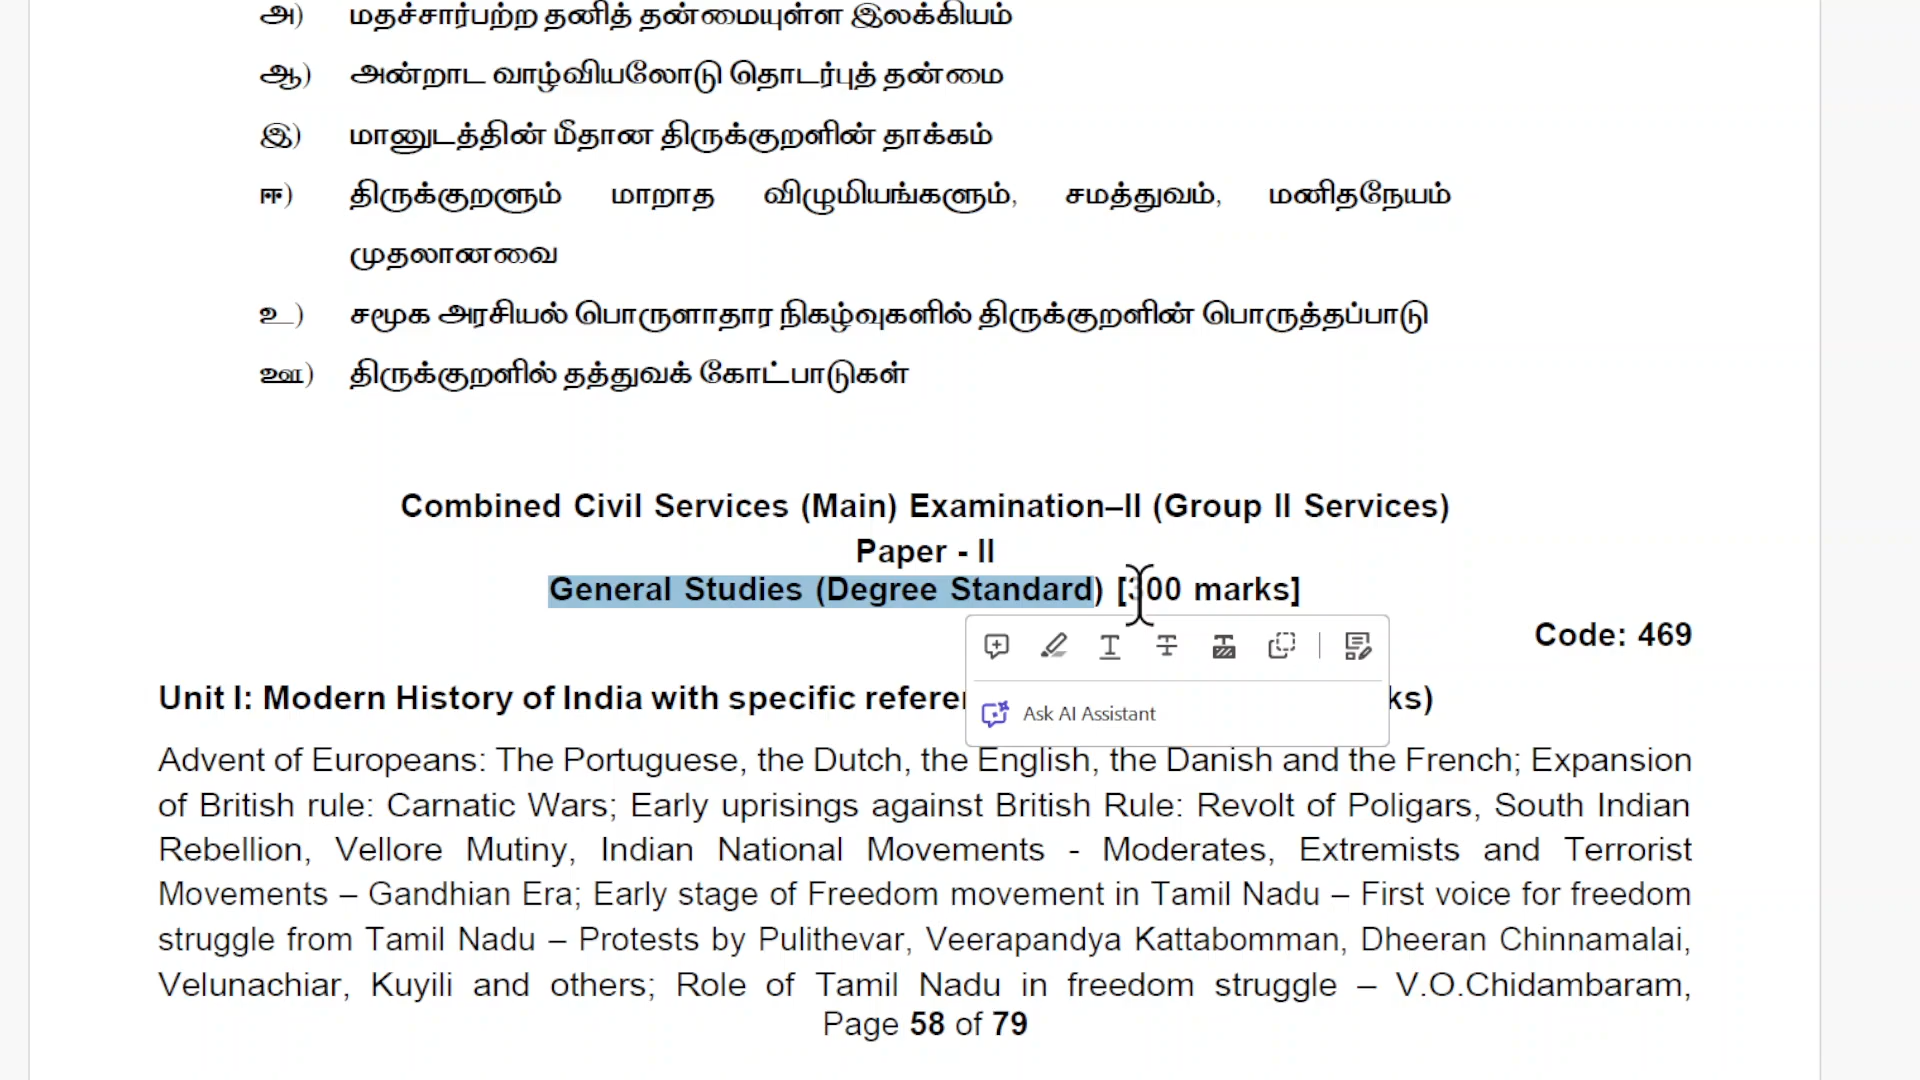 அ) மதச்சார்பற்ற தனித் தன்மையுள்ள இலக்கியம்
ஆ) அன்றாட வாழ்வியலோடு தொடர்புத் தன்மை
இ) மானுடத்தின் மீதான திருக்குறளின் தாக்கம்
ஈ) திருக்குறளும் மாறாத விழுமியங்களும், சமத்துவம், மனிதநேயம்
முதலானவை
உ) சமூக அரசியல் பொருளாதார நிகழ்வுகளில் திருக்குறளின் பொருத்தப்பாடு
ஊ) திருக்குறளில் தத்துவக் கோட்பாடுகள்
Combined Civil Services (Main) Examination–II (Group II Services)
Paper - II
General Studies (Degree Standard) [300 marks]
Code: 469
Unit I: Modern History of India with specific
Ask AI Assistant
Advent of Europeans: The Portuguese, the Dutch, the English, the Danish and the French; Expansion
of British rule: Carnatic Wars; Early uprisings against British Rule: Revolt of Poligars, South Indian
Rebellion, Vellore Mutiny, Indian National Movements - Moderates, Extremists and Terrorist
Movements – Gandhian Era; Early stage of Freedom movement in Tamil Nadu – First voice for freedom
struggle from Tamil Nadu – Protests by Pulithevar, Veerapandya Kattabomman, Dheeran Chinnamalai,
Velunachiar, Kuyili and others; Role of Tamil Nadu in freedom struggle – V.O.Chidambaram,
Page 58 of 79